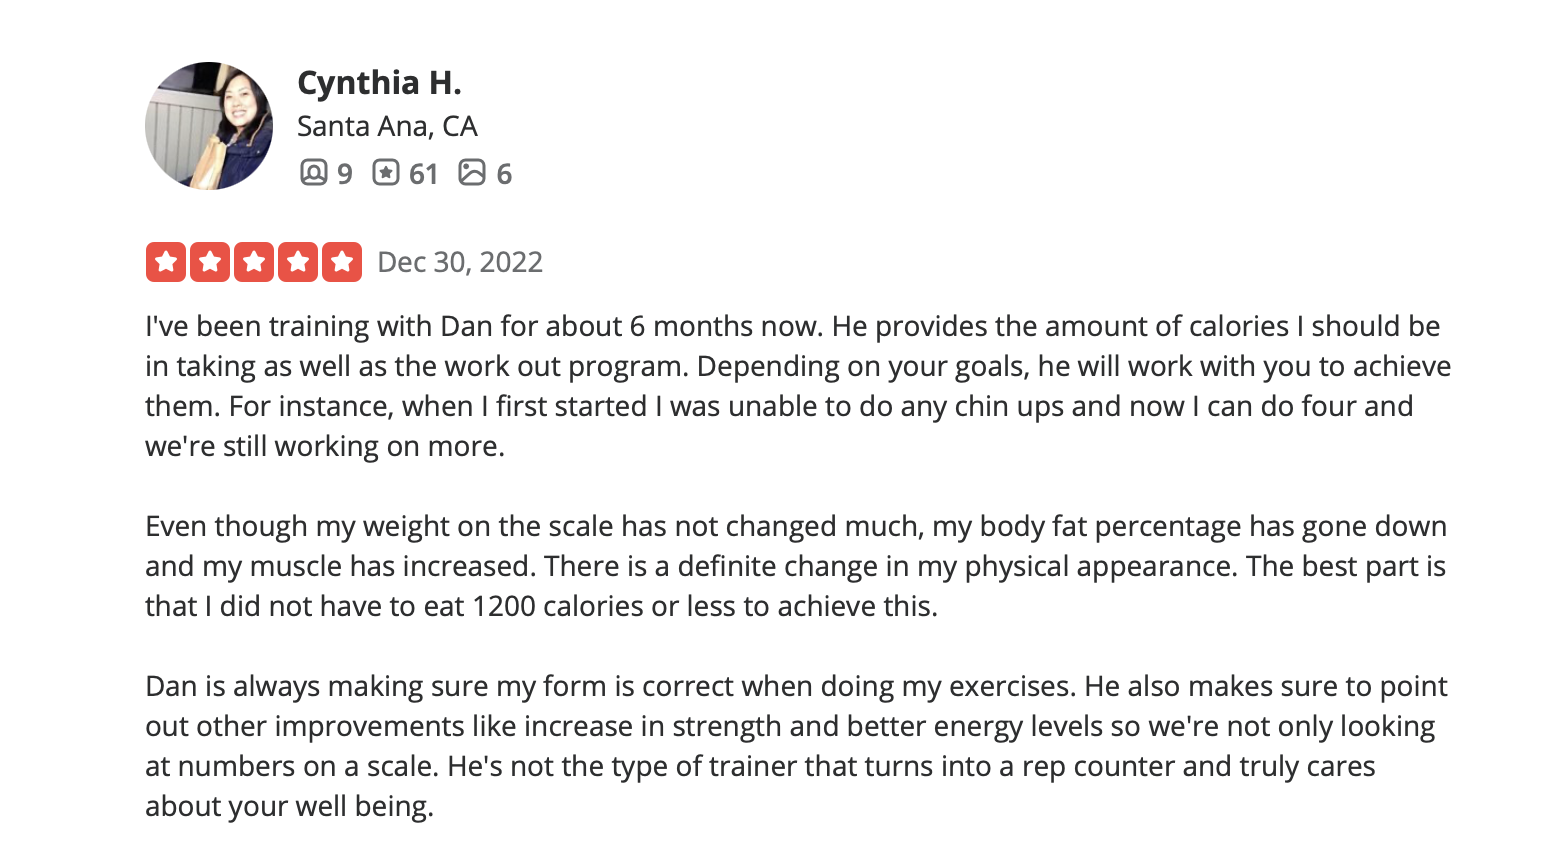 Cynthia H.
Santa Ana, CA
9 61 6
Dec 30, 2022
I've been training with Dan for about 6 months now. He provides the amount of calories I should be
in taking as well as the work out program. Depending on your goals, he will work with you to achieve
them. For instance, when I first started I was unable to do any chin ups and now I can do four and
we're still working on more.
Even though my weight on the scale has not changed much, my body fat percentage has gone down
and my muscle has increased. There is a definite change in my physical appearance. The best part is
that I did not have to eat 1200 calories or less to achieve this.
Dan is always making sure my form is correct when doing my exercises. He also makes sure to point
out other improvements like increase in strength and better energy levels so we're not only looking
at numbers on a scale. He's not the type of trainer that turns into a rep counter and truly cares
about your well being.